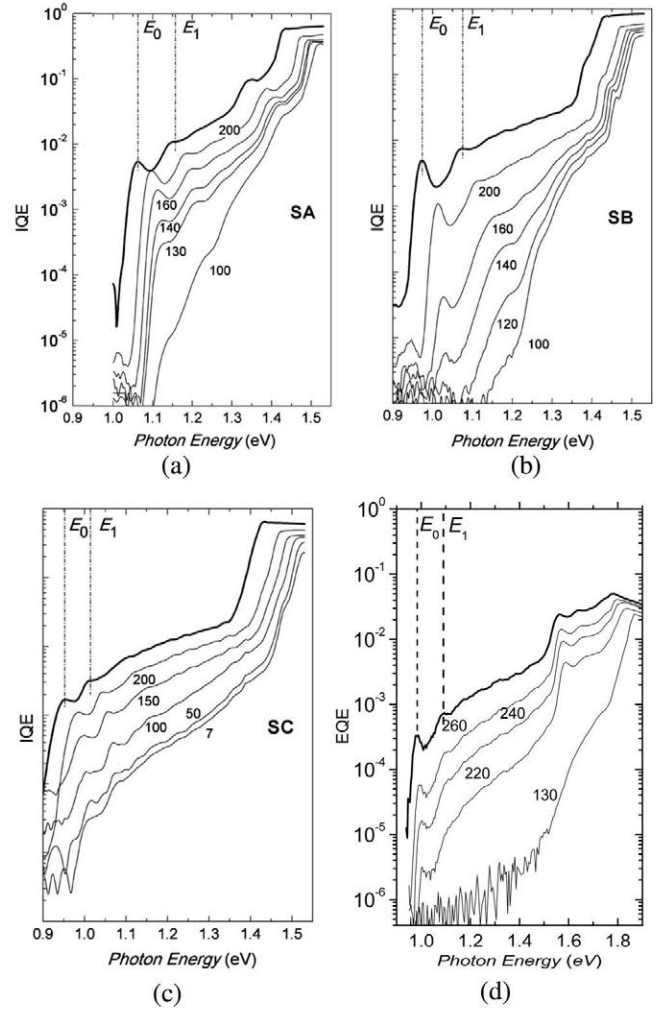 10⁰
10⁻¹
10⁻²
10⁻³
10⁻⁴
10⁻⁵
10⁻⁶
IQE
E₀ E₁
200
160
140
130
100
SA
0.9 1.0 1.1 1.2 1.3 1.4 1.5
Photon Energy (eV)
(a)
IQE
E₀ E₁
200
160
140
120
100
SB
0.9 1.0 1.1 1.2 1.3 1.4 1.5
Photon Energy (eV)
(b)
IQE
E₀ E₁
200
150
100
50
7
SC
0.9 1.0 1.1 1.2 1.3 1.4 1.5
Photon Energy (eV)
(c)
10⁰
10⁻¹
10⁻²
10⁻³
10⁻⁴
10⁻⁵
10⁻⁶
EQE
E₀ E₁
260
240
220
130
1.0 1.2 1.4 1.6 1.8
Photon Energy (eV)
(d)